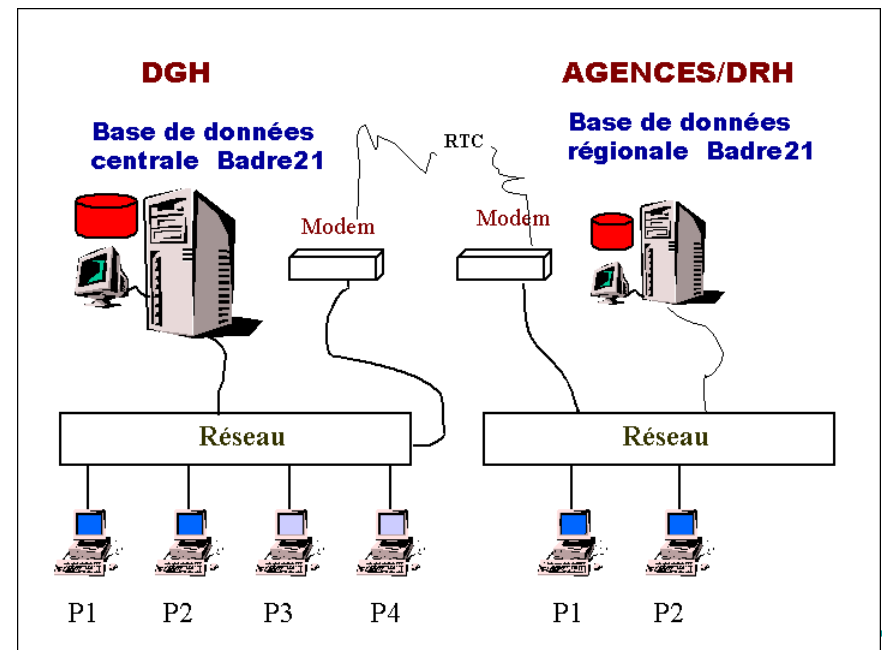 DGH
AGENCES/DRH
Base de données
centrale Badre21
RTC
Base de données
régionale Badre21
Modem
Modem
Réseau
Réseau
P1
P2
P3
P4
P1
P2